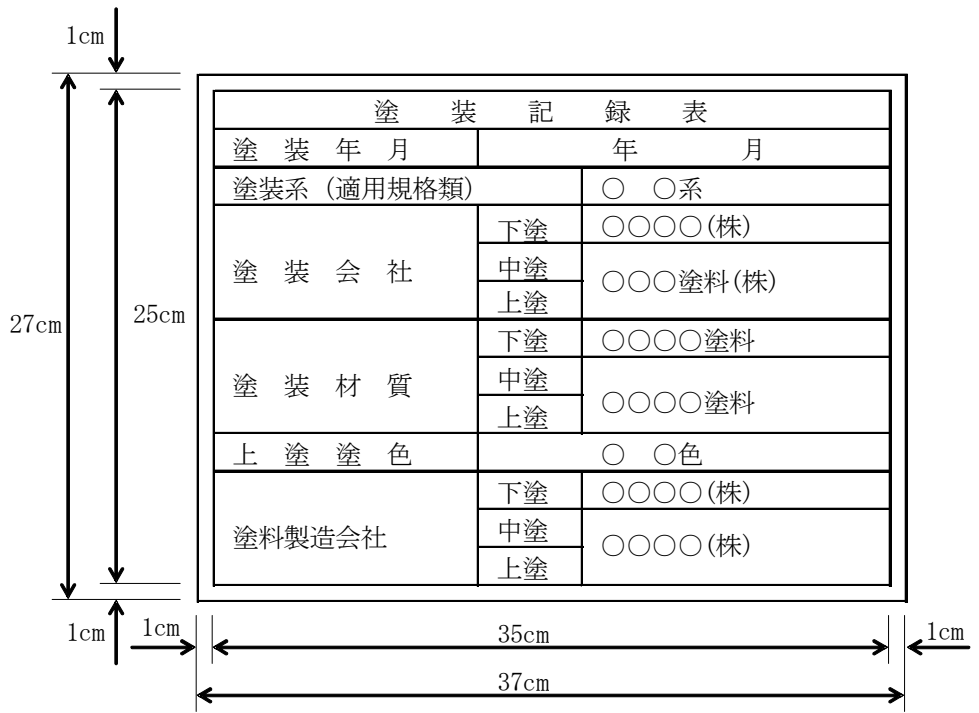 1cm
27cm
25cm
塗装記録表
塗装年月 年 月
塗装系 (適用規格類) ○ ○系
塗装会社
下塗 ○○○○(株)
中塗
上塗
○○○塗料(株)
塗装材質
下塗 ○○○○塗料
中塗
上塗
○○○○塗料
上塗塗色 ○ ○色
塗料製造会社
下塗 ○○○○(株)
中塗
上塗
○○○○(株)
1cm
1cm
35cm
1cm
37cm